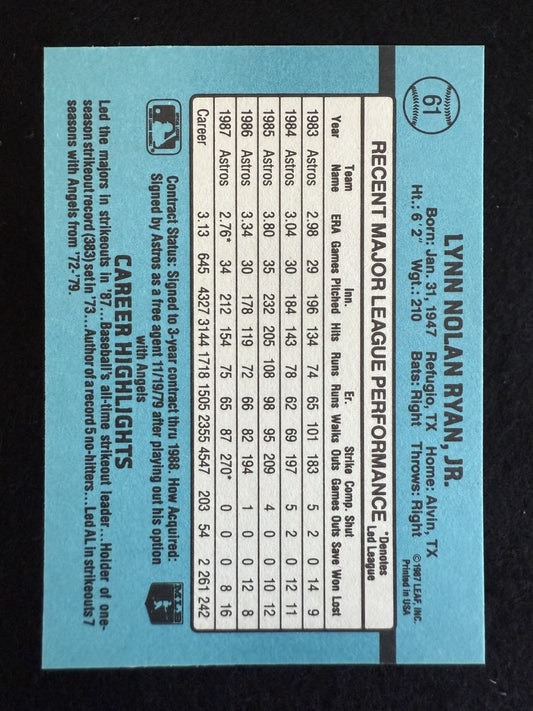 61
LYNN NOLAN RYAN, JR.
©1987 LEAF, INC.
Printed in USA
Born: Jan. 31, 1947 Refugio, TX Home: Alvin, TX
Ht.: 6' 2" Wgt.: 210 Bats: Right Throws: Right
RECENT MAJOR LEAGUE PERFORMANCE *Denotes
Led League
Team Inn. Er. Strike Comp. Shut
Year Name ERA Games Pitched Hits Runs Runs Walks Outs Games Outs Save Won Lost
1983 Astros 2.98 29 196 134 74 65 101 183 5 2 0 14 9
1984 Astros 3.04 30 184 143 78 62 69 197 5 2 0 12 11
1985 Astros 3.80 35 232 205 108 98 95 209 4 0 0 10 12
1986 Astros 3.34 30 178 119 72 66 82 194 1 0 0 12 8
1987 Astros 2.76* 34 212 154 75 65 87 270* 0 0 0 8 16
Career 3.13 645 4327 3144 1718 1505 2355 4547 203 54 2 261 242
Contract Status: Signed to 3-year contract thru 1988. How Acquired:
Signed by Astros as a free agent 11/19/79 after playing out his option
with Angels
MLB
CAREER HIGHLIGHTS
Led the majors in strikeouts in '87...Baseball's all-time strikeout leader...Holder of one-
season strikeout record (383) set in '73...Author of a record 5 no-hitters...Led AL in strikeouts 7
seasons with Angels from '72-'79.